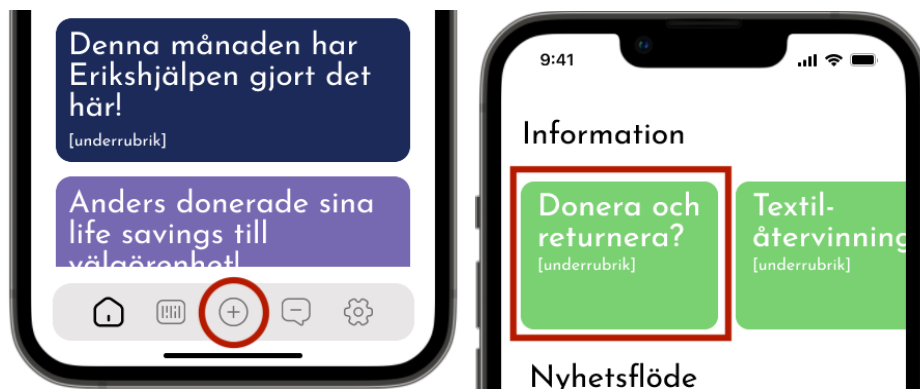 Denna månaden har
Erikshjälpen gjort det
här!
[underrubrik]
Anders donerade sina
life savings till
välgörenhet!
9:41
Information
Donera och
returnera?
[underrubrik]
Textil-
återvinning
[underrubrik]
Nyhetsflöde